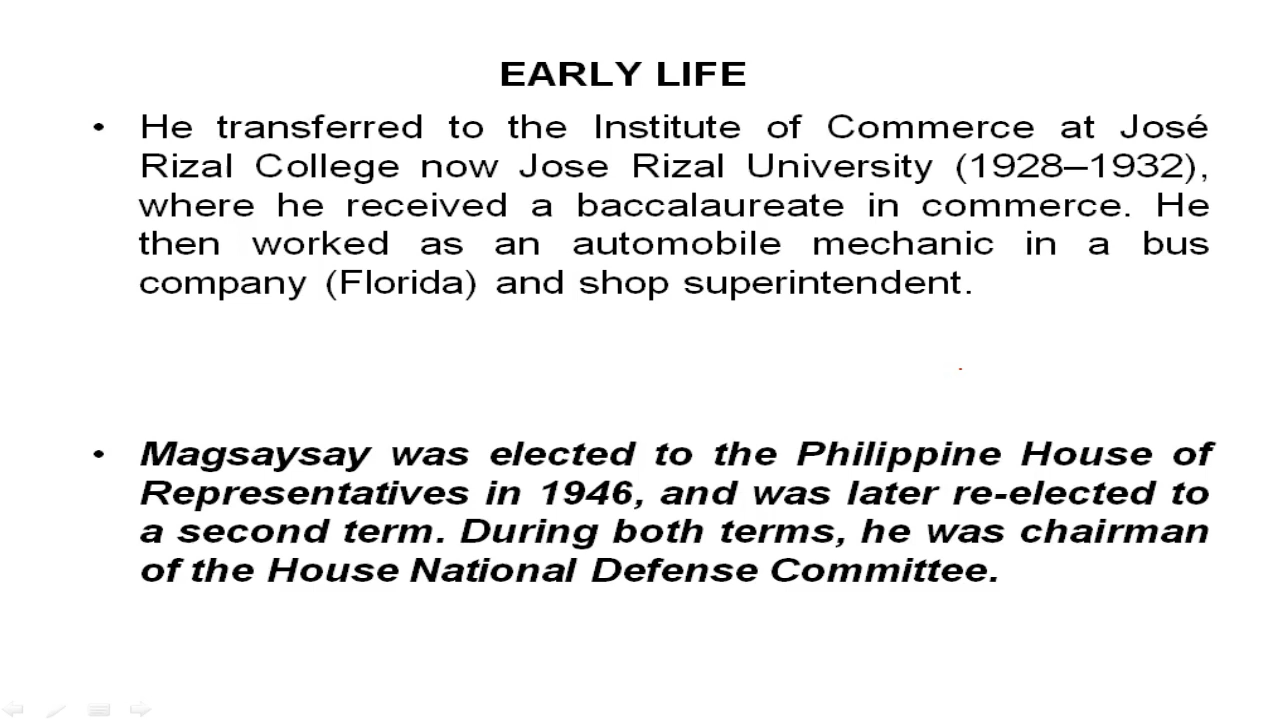 EARLY LIFE
• He transferred to the Institute of Commerce at José
Rizal College now Jose Rizal University (1928–1932),
where he received a baccalaureate in commerce. He
then worked as an automobile mechanic in a bus
company (Florida) and shop superintendent.
• Magsaysay was elected to the Philippine House of
Representatives in 1946, and was later re-elected to
a second term. During both terms, he was chairman
of the House National Defense Committee.